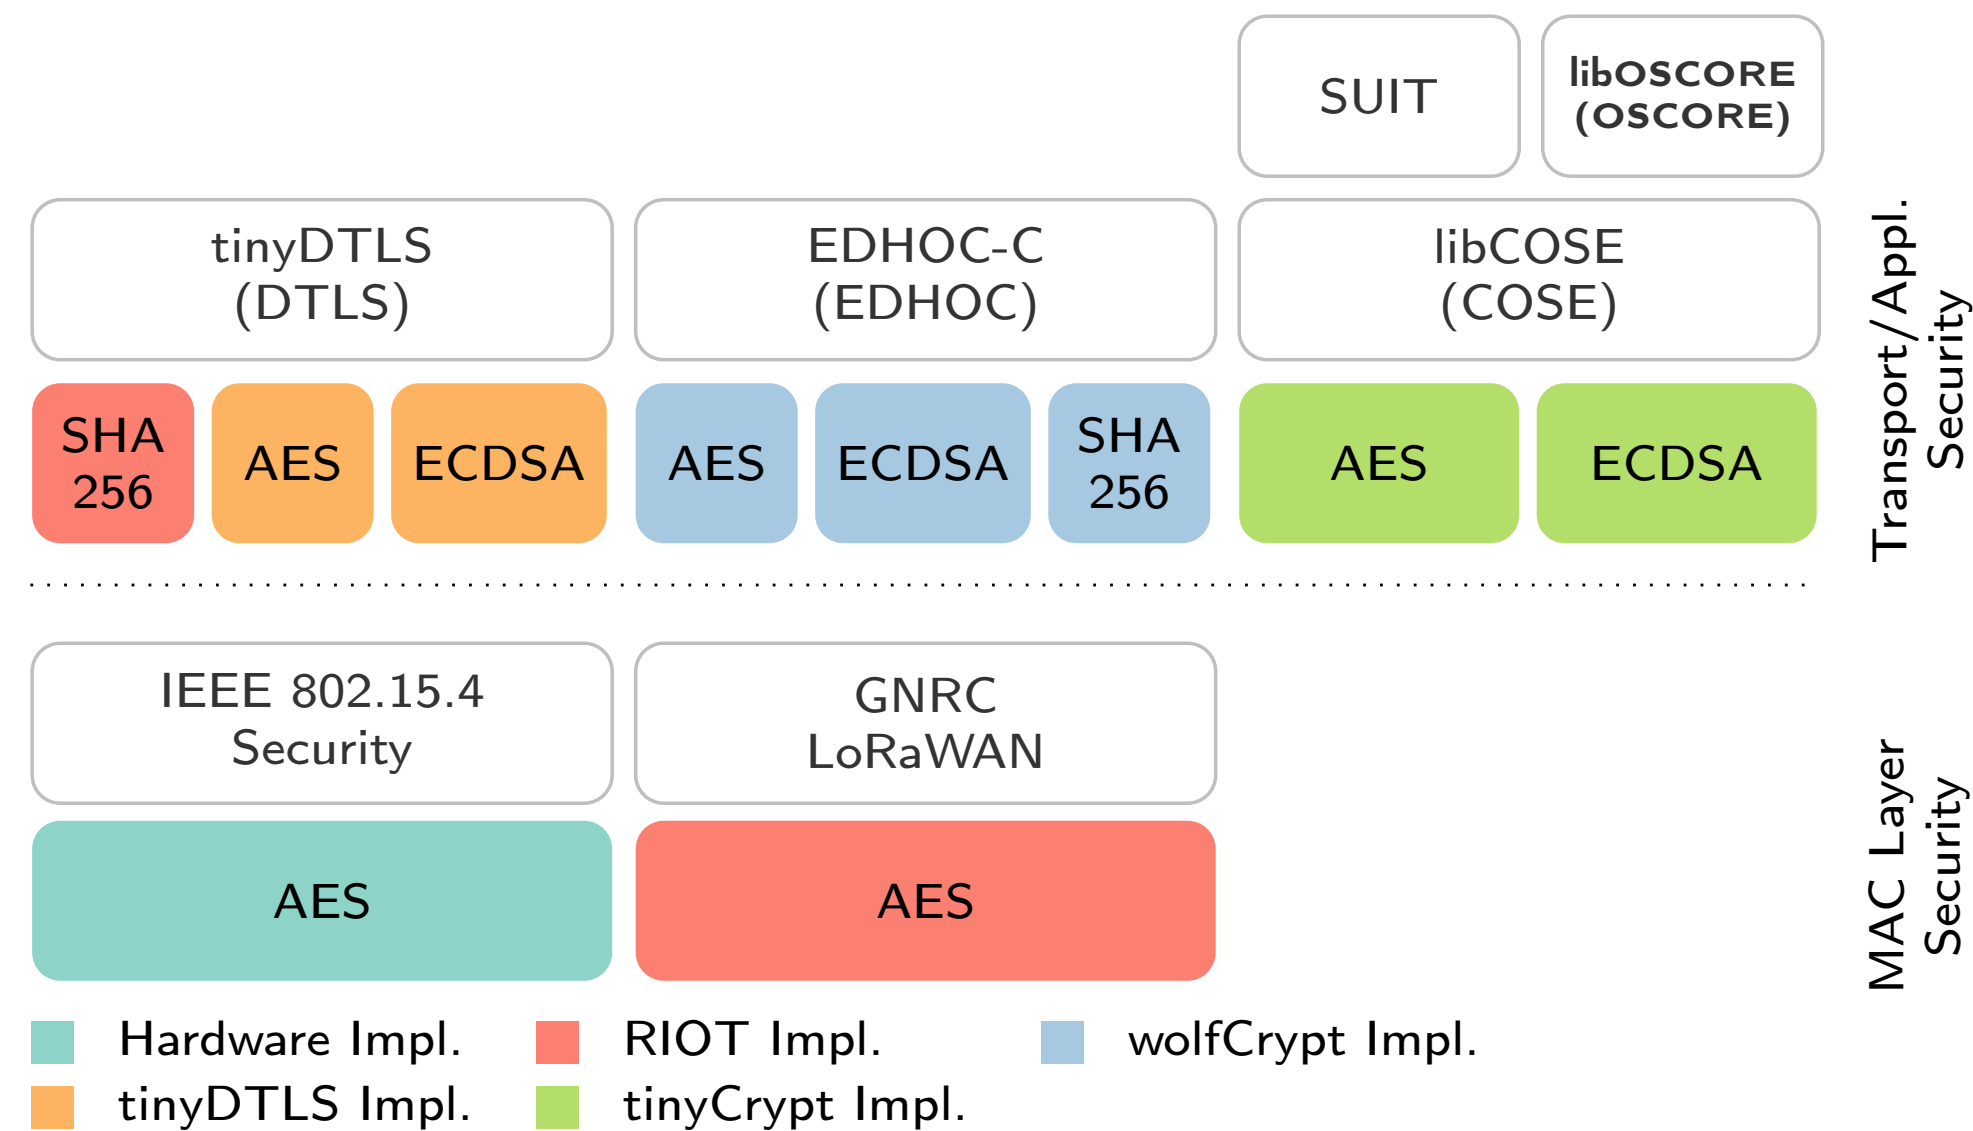 SUIT
libOSCORE
(OSCORE)
tinyDTLS
(DTLS)
EDHOC-C
(EDHOC)
libCOSE
(COSE)
SHA
256
AES
ECDSA
AES
ECDSA
SHA
256
AES
ECDSA
Transport/Appl.
Security
IEEE 802.15.4
Security
GNRC
LoRaWAN
AES
AES
MAC Layer
Security
Hardware Impl.
RIOT Impl.
wolfCrypt Impl.
tinyDTLS Impl.
tinyCrypt Impl.